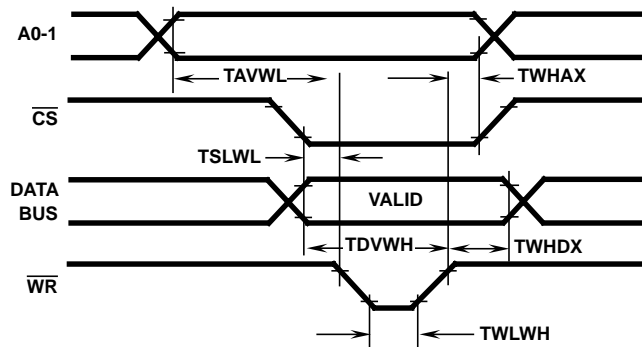 A0-1
TAVWL
TWHAX
CS
TSLWL
DATA
BUS
VALID
TDVWH
TWHDX
WR
TWLWH